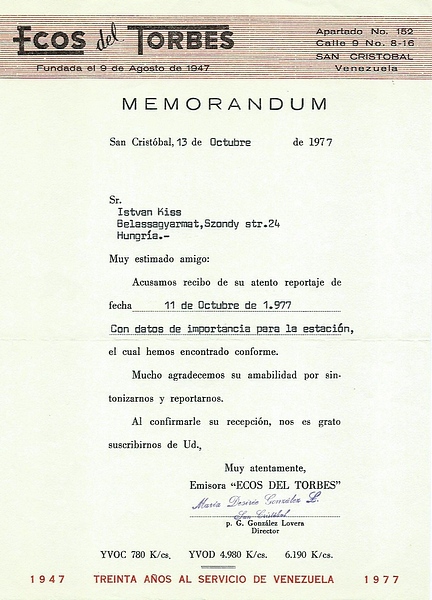 ECOS del TORBES
Fundada el 9 de Agosto de 1947
Apartado No. 152
Calle 9 No. 8-16
SAN CRISTOBAL
Venezuela
MEMORANDUM
San Cristóbal, 13 de Octubre de 1977
Sr.
Istvan Kiss
Belassagyarmat,Szondy str.24
Hungría.-
Muy estimado amigo:
Acusamos recibo de su atento reportaje de
fecha 11 de Octubre de 1.977
Con datos de importancia para la estación,
el cual hemos encontrado conforme.
Mucho agradecemos su amabilidad por sin-
tonizarnos y reportarnos.
Al confirmarle su recepción, nos es grato
suscribirnos de Ud.,
Muy atentamente,
Emisora "ECOS DEL TORBES"
María Desirée González L.
San Cristóbal
p. G. González Lovera
Director
YVOC 780 K/cs. YVOD 4.980 K/cs. 6.190 K/cs.
1947 TREINTA AÑOS AL SERVICIO DE VENEZUELA 1977